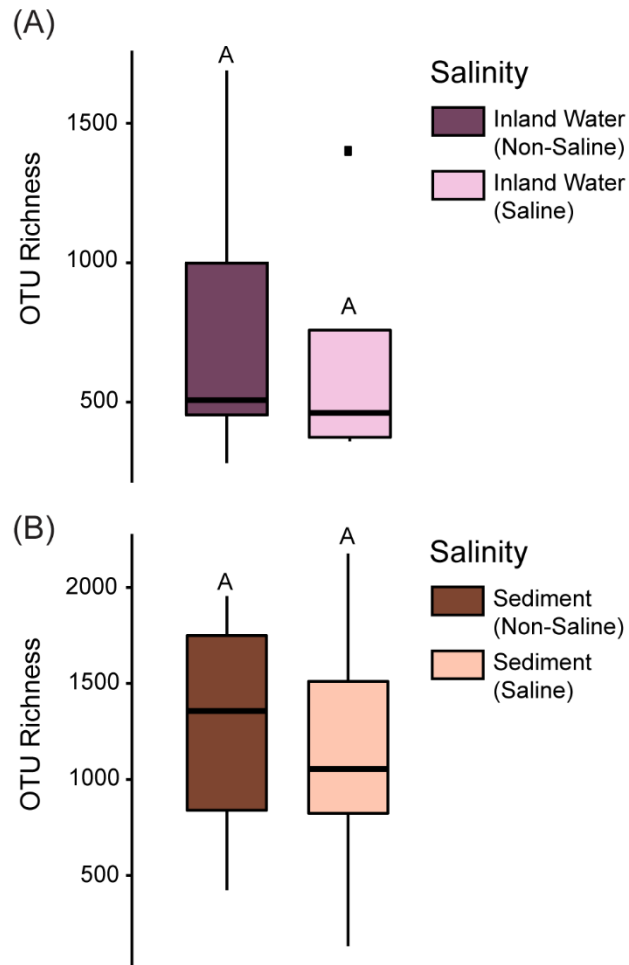 (A)
A
A
OTU Richness
1500
1000
500
Salinity
Inland Water
(Non-Saline)
Inland Water
(Saline)
(B)
A
A
OTU Richness
2000
1500
1000
500
Salinity
Sediment
(Non-Saline)
Sediment
(Saline)